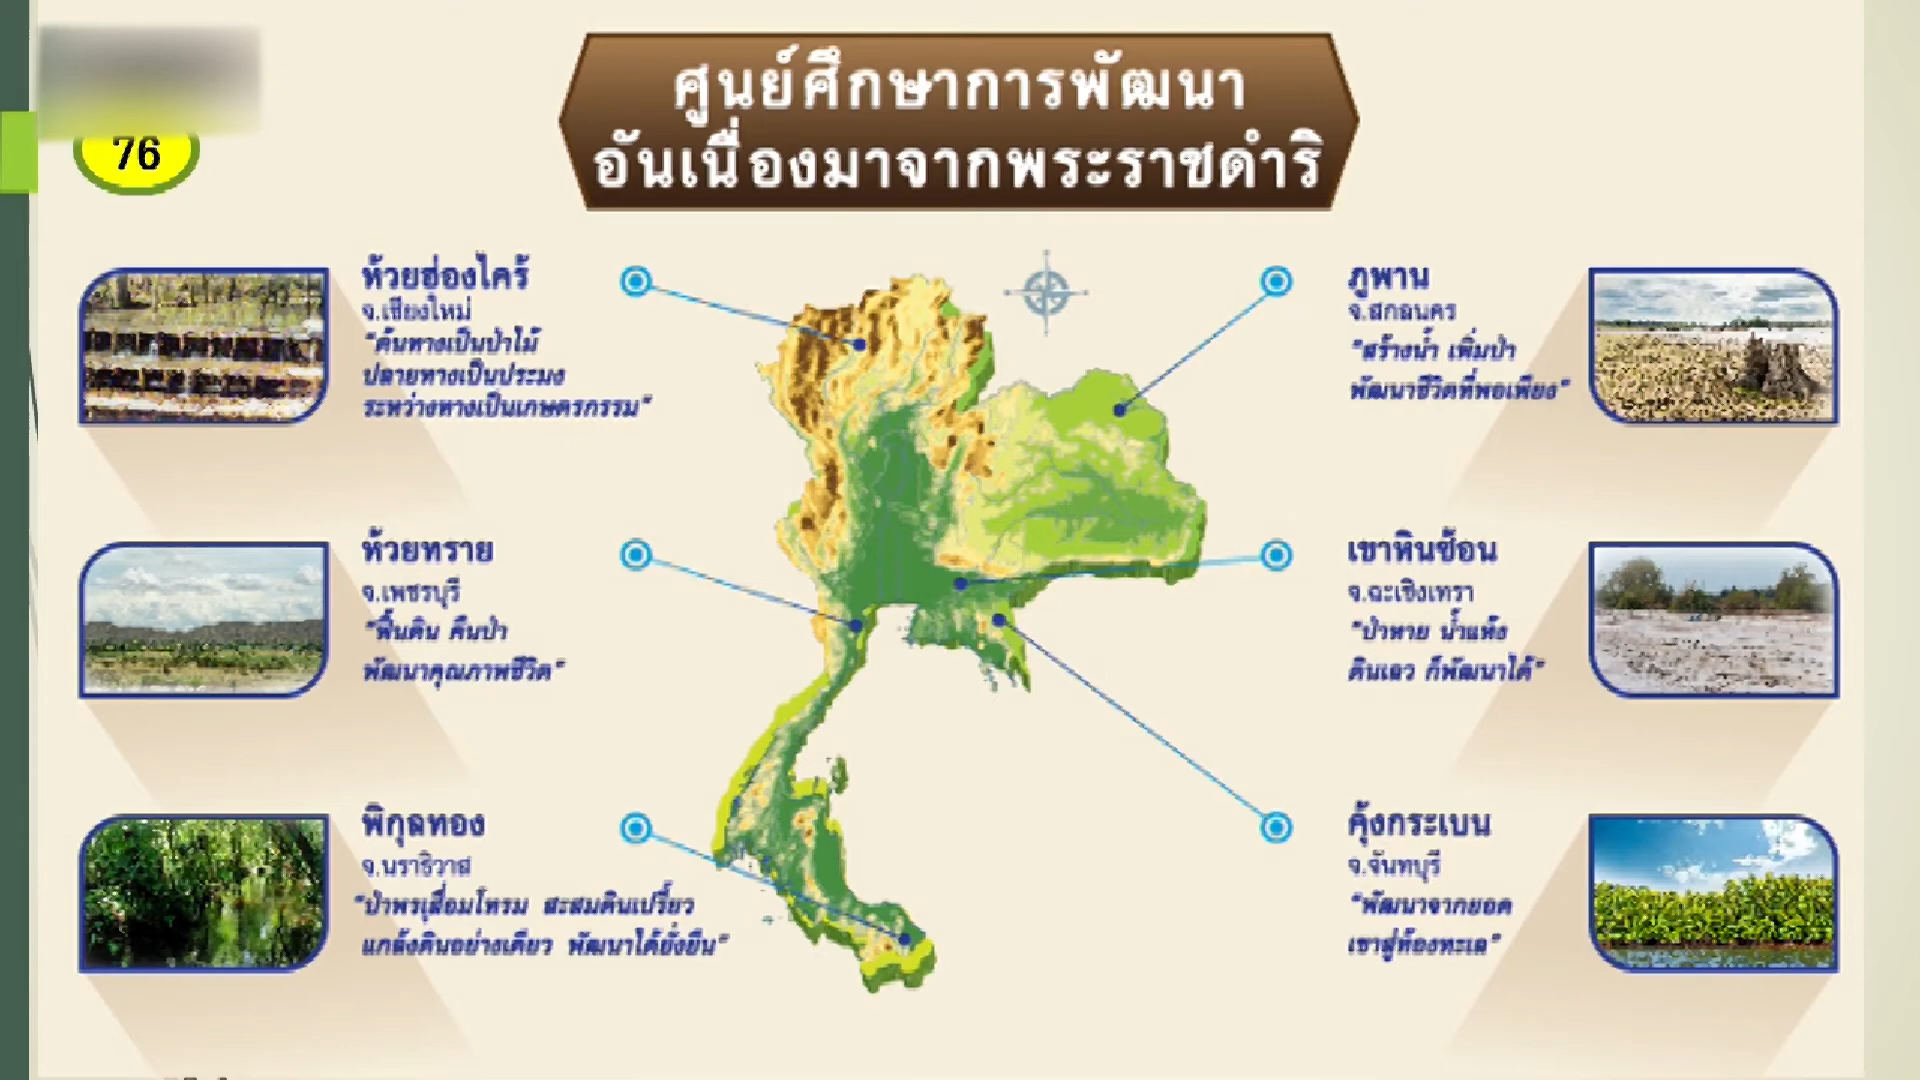 ศูนย์ศึกษาการพัฒนา
อันเนื่องมาจากพระราชดำริ
76
ห้วยฮ่องไคร้
จ.เชียงใหม่
"ต้นทางเป็นป่าไม้
ปลายทางเป็นประมง
ระหว่างทางเป็นเกษตรกรรม"
ห้วยทราย
จ.เพชรบุรี
"ฟื้นดิน คืนป่า
พัฒนาคุณภาพชีวิต"
พิกุลทอง
จ.นราธิวาส
"ป่าพรุเสื่อมโทรม สะสมดินเปรี้ยว
แกล้งดินอย่างเดียว พัฒนาได้ยั่งยืน"
ภูพาน
จ.สกลนคร
"สร้างน้ำ เพิ่มป่า
พัฒนาชีวิตที่พอเพียง"
เขาหินซ้อน
จ.ฉะเชิงเทรา
"ป่าหาย น้ำแห้ง
ดินเลว ก็พัฒนาได้"
คุ้งกระเบน
จ.จันทบุรี
"พัฒนาจากยอด
เขาสู่ท้องทะเล"